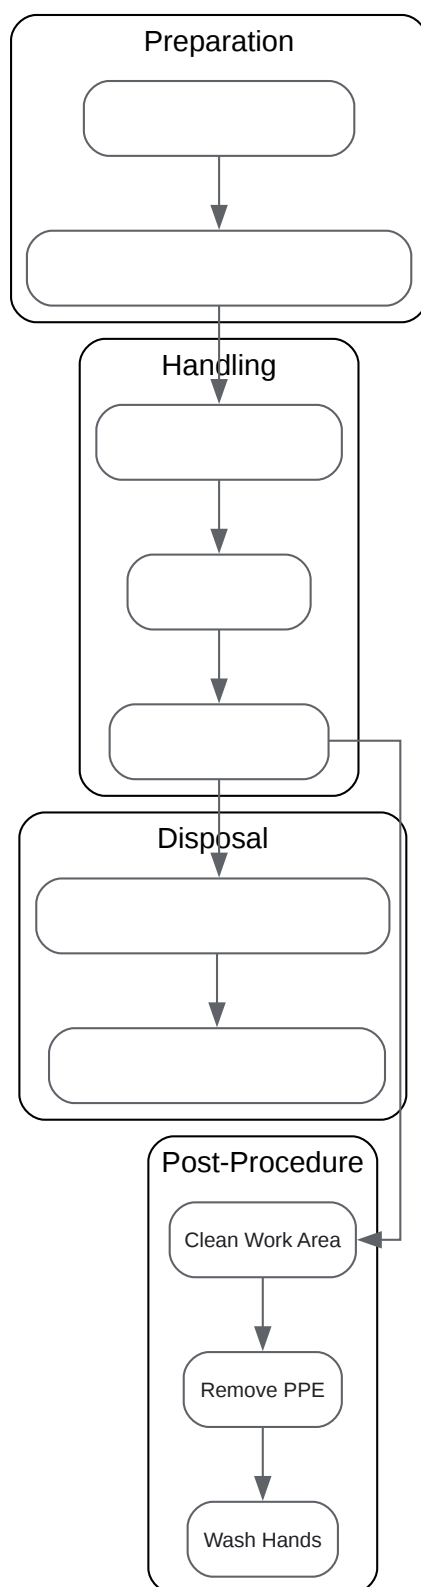 Preparation
Handling
Disposal
Post-Procedure
Clean Work Area
Remove PPE
Wash Hands